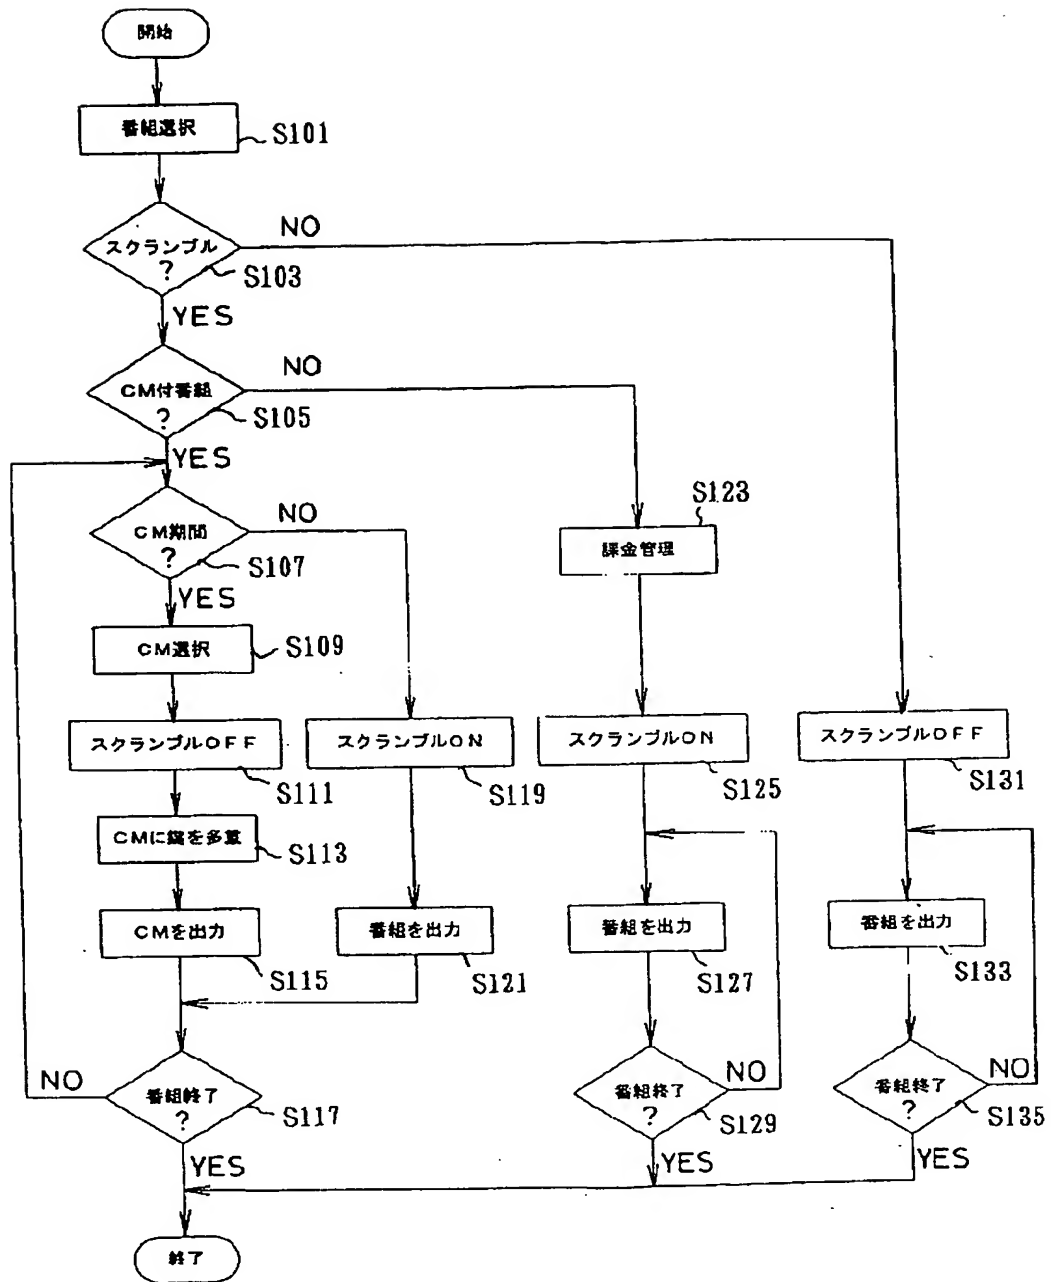 開始
番組選択
S101
スクランブル
?
S103
NO
YES
CM付番組
?
S105
NO
YES
CM期間
?
S107
NO
YES
S123
課金管理
CM選択
S109
スクランブルOFF
S111
スクランブルON
S119
スクランブルON
S125
スクランブルOFF
S131
CMに鍵を多重
S113
CMを出力
S115
番組を出力
S121
番組を出力
S127
番組を出力
S133
番組終了
?
S117
NO
YES
番組終了
?
S129
NO
YES
番組終了
?
S135
NO
YES
終了